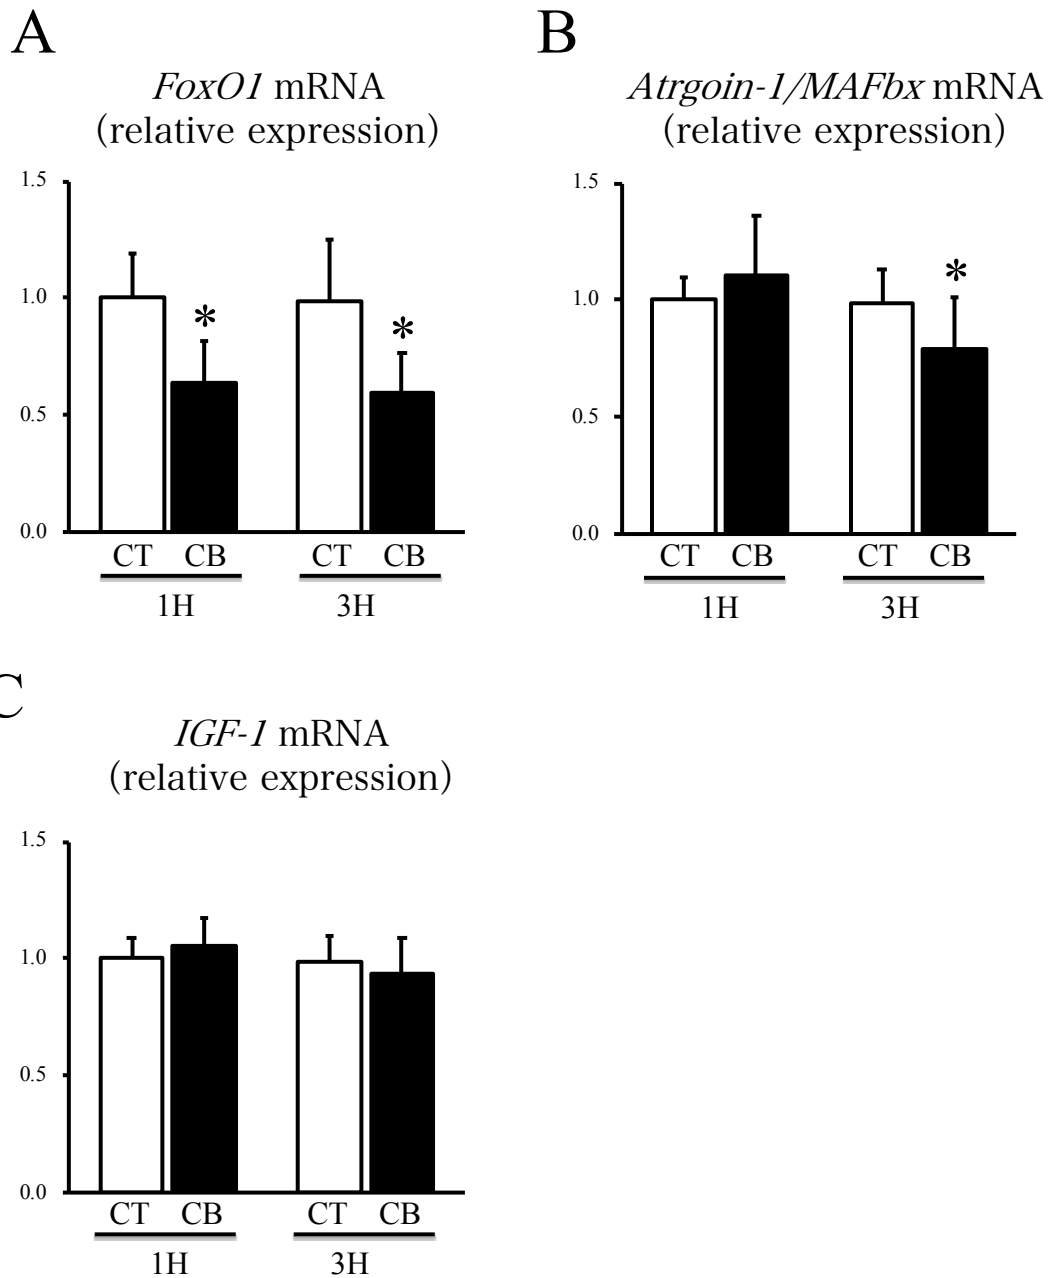 A
FoxO1 mRNA
(relative expression)
1.5
1.0
0.5
0.0
*
*
CT CB CT CB
1H 3H
B
Atrgoin-1/MAFbx mRNA
(relative expression)
1.5
1.0
0.5
0.0
*
CT CB CT CB
1H 3H
C
IGF-1 mRNA
(relative expression)
1.5
1.0
0.5
0.0
CT CB CT CB
1H 3H